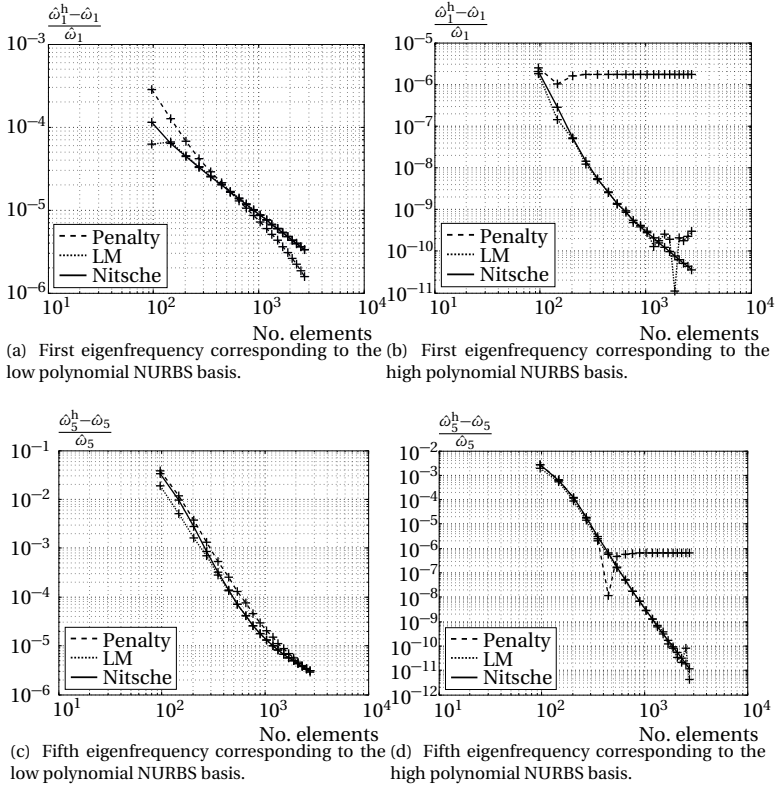 ω̂₁ʰ−ω̂₁
ω̂₁
10⁻³
10⁻⁴
10⁻⁵
10⁻⁶
Penalty
LM
Nitsche
10¹ 10² 10³ 10⁴
No. elements
(a) First eigenfrequency corresponding to the
low polynomial NURBS basis.
ω̂₁ʰ−ω̂₁
ω̂₁
10⁻⁵
10⁻⁶
10⁻⁷
10⁻⁸
10⁻⁹
10⁻¹⁰
10⁻¹¹
Penalty
LM
Nitsche
10¹ 10² 10³ 10⁴
No. elements
(b) First eigenfrequency corresponding to the
high polynomial NURBS basis.
ω̂₅ʰ−ω̂₅
ω̂₅
10⁻¹
10⁻²
10⁻³
10⁻⁴
10⁻⁵
10⁻⁶
Penalty
LM
Nitsche
10¹ 10² 10³ 10⁴
No. elements
(c) Fifth eigenfrequency corresponding to the
low polynomial NURBS basis.
ω̂₅ʰ−ω̂₅
ω̂₅
10⁻²
10⁻³
10⁻⁴
10⁻⁵
10⁻⁶
10⁻⁷
10⁻⁸
10⁻⁹
10⁻¹⁰
10⁻¹¹
10⁻¹²
Penalty
LM
Nitsche
10¹ 10² 10³ 10⁴
No. elements
(d) Fifth eigenfrequency corresponding to the
high polynomial NURBS basis.